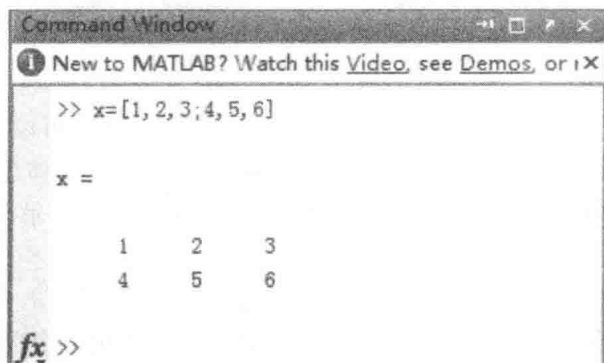 Command Window
New to MATLAB? Watch this Video, see Demos, or
>> x=[1,2,3;4,5,6]
x =
1 2 3
4 5 6
fx >>